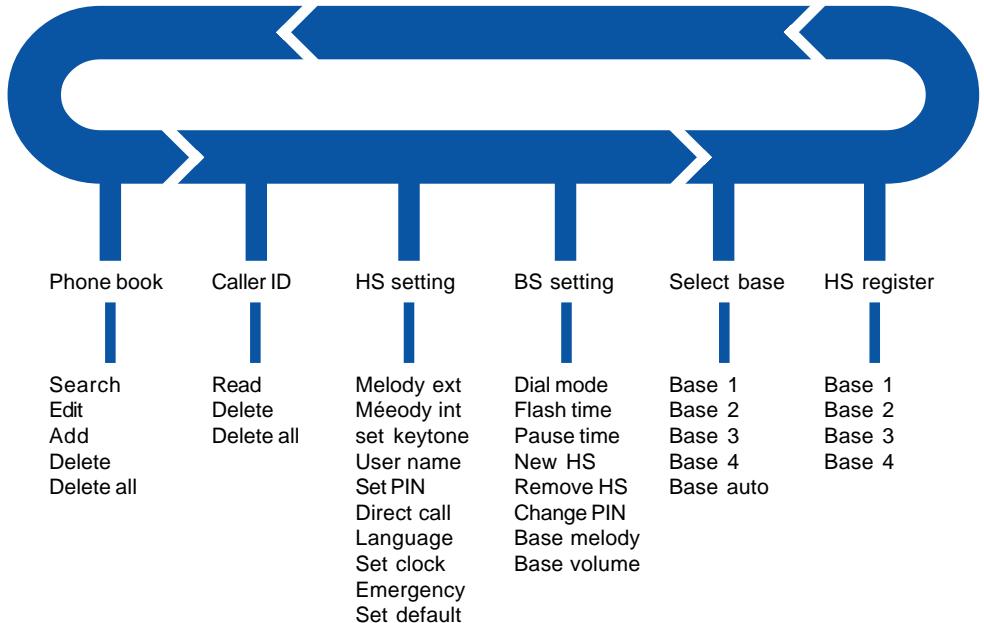 Phone book
Caller ID
HS setting
BS setting
Select base
HS register
Search
Edit
Add
Delete
Delete all
Read
Delete
Delete all
Melody ext
Méeody int
set keytone
User name
Set PIN
Direct call
Language
Set clock
Emergency
Set default
Dial mode
Flash time
Pause time
New HS
Remove HS
Change PIN
Base melody
Base volume
Base 1
Base 2
Base 3
Base 4
Base auto
Base 1
Base 2
Base 3
Base 4